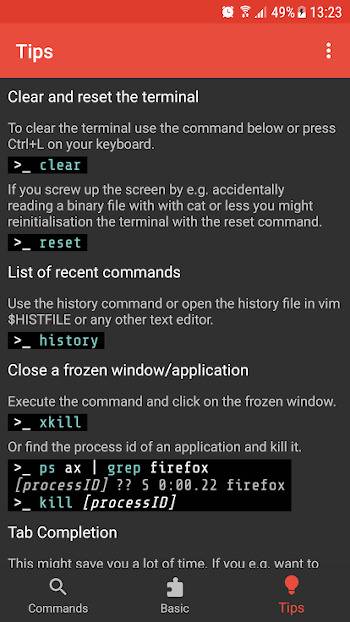 49% 13:23
Tips
Clear and reset the terminal
To clear the terminal use the command below or press
Ctrl+L on your keyboard.
>_ clear
If you screw up the screen by e.g. accidentally
reading a binary file with with cat or less you might
reinitialisation the terminal with the reset command.
>_ reset
List of recent commands
Use the history command or open the history file in vim
$HISTFILE or any other text editor.
>_ history
Close a frozen window/application
Execute the command and click on the frozen window.
>_ xkill
Or find the process id of an application and kill it.
>_ ps ax | grep firefox
[processID] ?? S 0:00.22 firefox
>_ kill [processID]
Tab Completion
This might save you a lot of time. If you e.g. want to
Commands Basic Tips